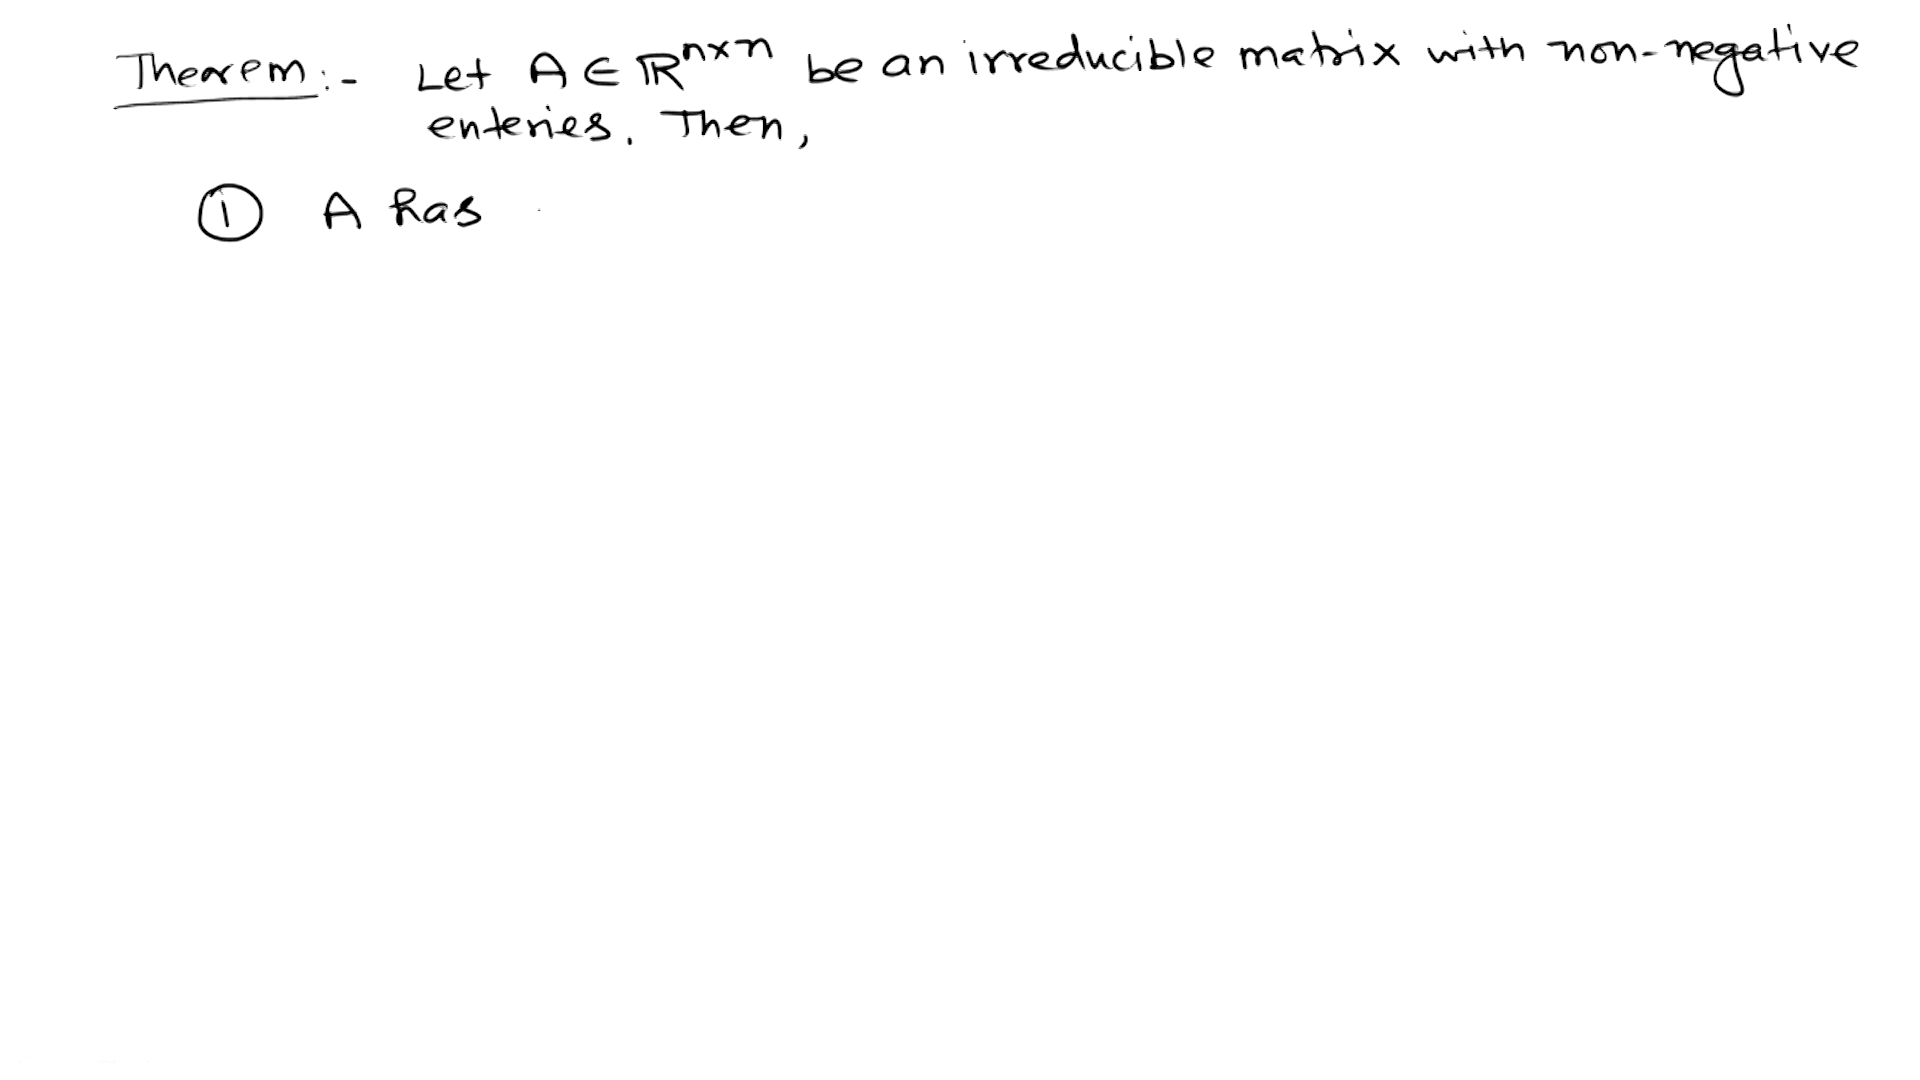 Theorem:- Let A ∈ ℝⁿˣⁿ be an irreducible matrix with non-negative
enteries. Then,
① A has